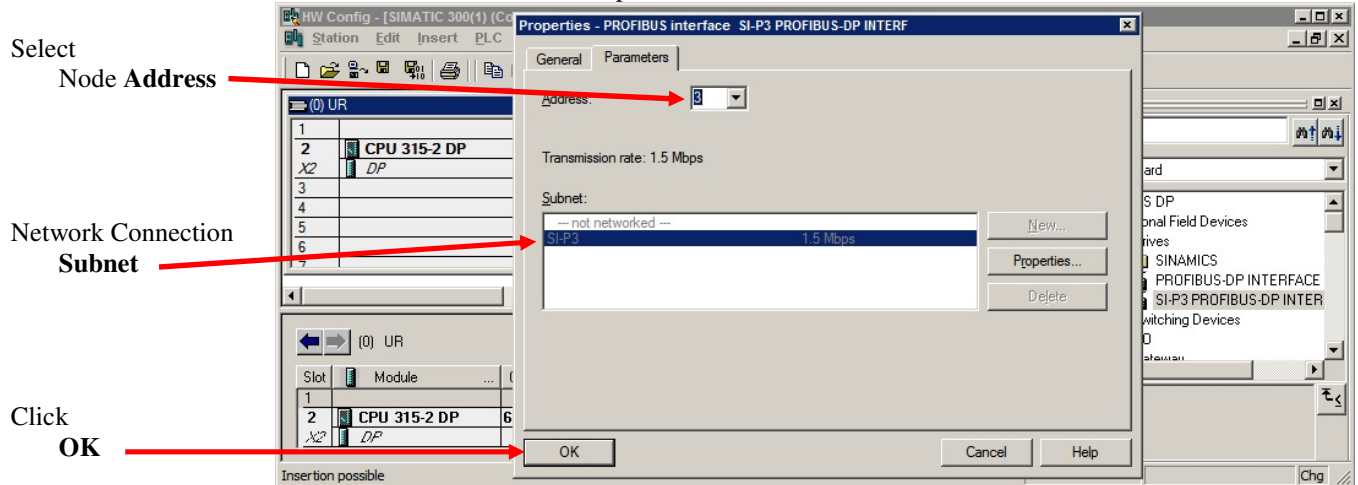 HW Config - [SIMATIC 300(1) (Co
Station Edit Insert PLC
Properties - PROFIBUS interface SI-P3 PROFIBUS-DP INTERF
General Parameters
Select
Node Address
Address:
3
(0) UR
1
2 CPU 315-2 DP
X2 DP
3
4
5
6
7
Transmission rate: 1.5 Mbps
Subnet:
--- not networked ---
SI-P3 1.5 Mbps
New...
Properties...
Delete
Network Connection
Subnet
ard
S DP
onal Field Devices
rives
SINAMICS
PROFIBUS-DP INTERFACE
SI-P3 PROFIBUS-DP INTER
witching Devices
O
ateway
(0) UR
Slot Module ...
1
2 CPU 315-2 DP 6
X2 DP
Click
OK
OK Cancel Help
Insertion possible
Chg